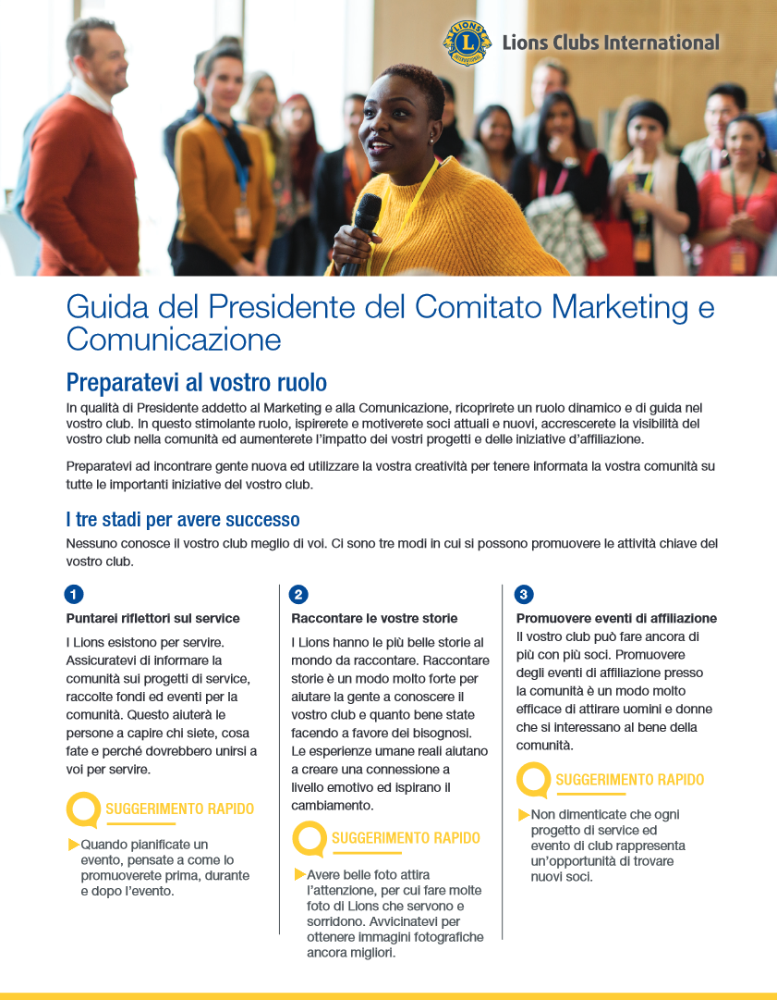 LIONS
L
INTERNATIONAL
Lions Clubs International
Guida del Presidente del Comitato Marketing e
Comunicazione
Preparatevi al vostro ruolo
In qualità di Presidente addetto al Marketing e alla Comunicazione, ricoprirete un ruolo dinamico e di guida nel
vostro club. In questo stimolante ruolo, ispirerete e motiverete soci attuali e nuovi, accrescerete la visibilità del
vostro club nella comunità ed aumenterete l'impatto dei vostri progetti e delle iniziative d'affiliazione.
Preparatevi ad incontrare gente nuova ed utilizzare la vostra creatività per tenere informata la vostra comunità su
tutte le importanti iniziative del vostro club.
I tre stadi per avere successo
Nessuno conosce il vostro club meglio di voi. Ci sono tre modi in cui si possono promuovere le attività chiave del
vostro club.
1
Puntarei riflettori sul service
I Lions esistono per servire.
Assicuratevi di informare la
comunità sui progetti di service,
raccolte fondi ed eventi per la
comunità. Questo aiuterà le
persone a capire chi siete, cosa
fate e perché dovrebbero unirsi a
voi per servire.
SUGGERIMENTO RAPIDO
Quando pianificate un
evento, pensate a come lo
promuoverete prima, durante
e dopo l'evento.
2
Raccontare le vostre storie
I Lions hanno le più belle storie al
mondo da raccontare. Raccontare
storie è un modo molto forte per
aiutare la gente a conoscere il
vostro club e quanto bene state
facendo a favore dei bisognosi.
Le esperienze umane reali aiutano
a creare una connessione a
livello emotivo ed ispirano il
cambiamento.
SUGGERIMENTO RAPIDO
Avere belle foto attira
l'attenzione, per cui fare molte
foto di Lions che servono e
sorridono. Avvicinatevi per
ottenere immagini fotografiche
ancora migliori.
3
Promuovere eventi di affiliazione
Il vostro club può fare ancora di
più con più soci. Promuovere
degli eventi di affiliazione presso
la comunità è un modo molto
efficace di attirare uomini e donne
che si interessano al bene della
comunità.
SUGGERIMENTO RAPIDO
Non dimenticate che ogni
progetto di service ed
evento di club rappresenta
un'opportunità di trovare
nuovi soci.